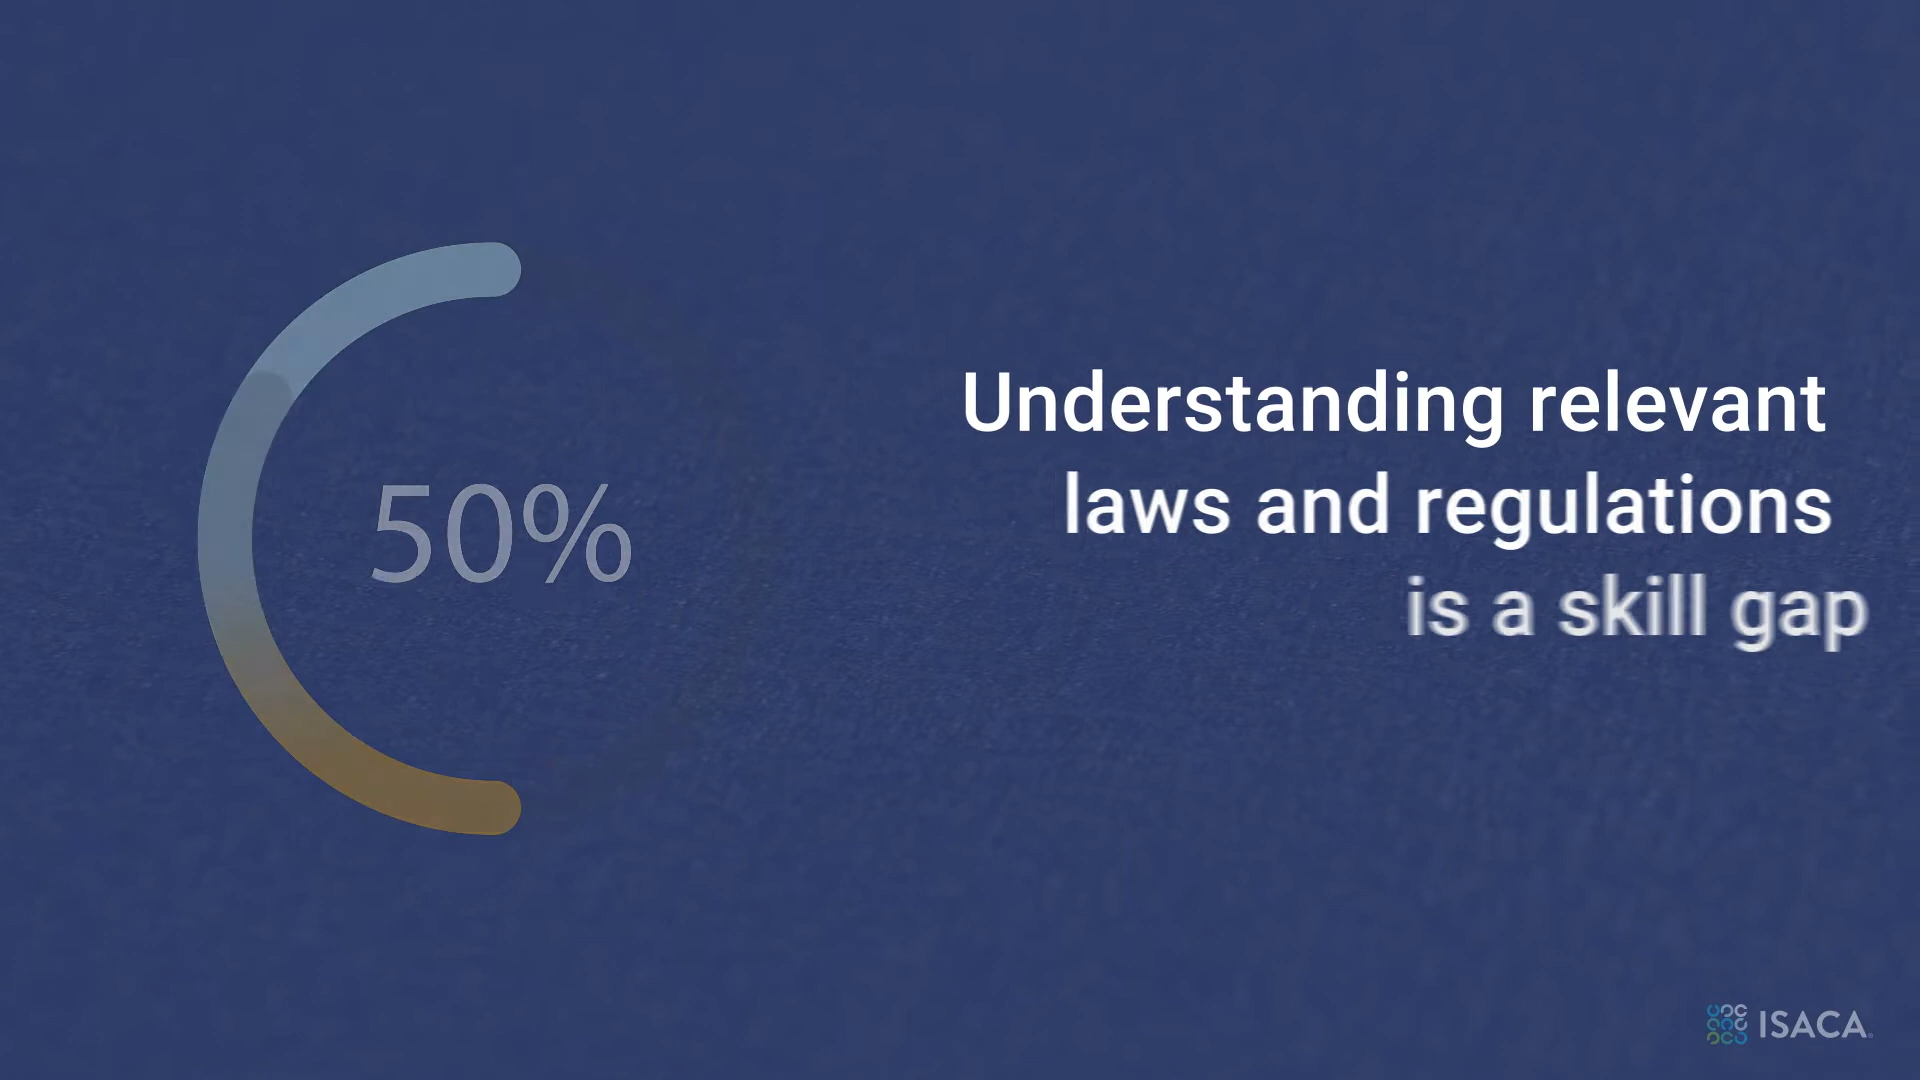 50%
Understanding relevant
laws and regulations
is a skill gap
ISACA